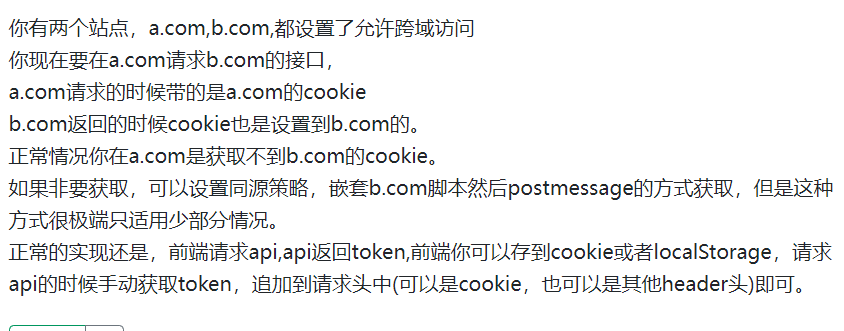 你有两个站点，a.com,b.com,都设置了允许跨域访问
你现在要在a.com请求b.com的接口，
a.com请求的时候带的是a.com的cookie
b.com返回的时候cookie也是设置到b.com的。
正常情况你在a.com是获取不到b.com的cookie。
如果非要获取，可以设置同源策略，嵌套b.com脚本然后postmessage的方式获取，但是这种
方式很极端只适用少部分情况。
正常的实现还是，前端请求api,api返回token,前端你可以存到cookie或者localStorage，请求
api的时候手动获取token，追加到请求头中(可以是cookie，也可以是其他header头)即可。